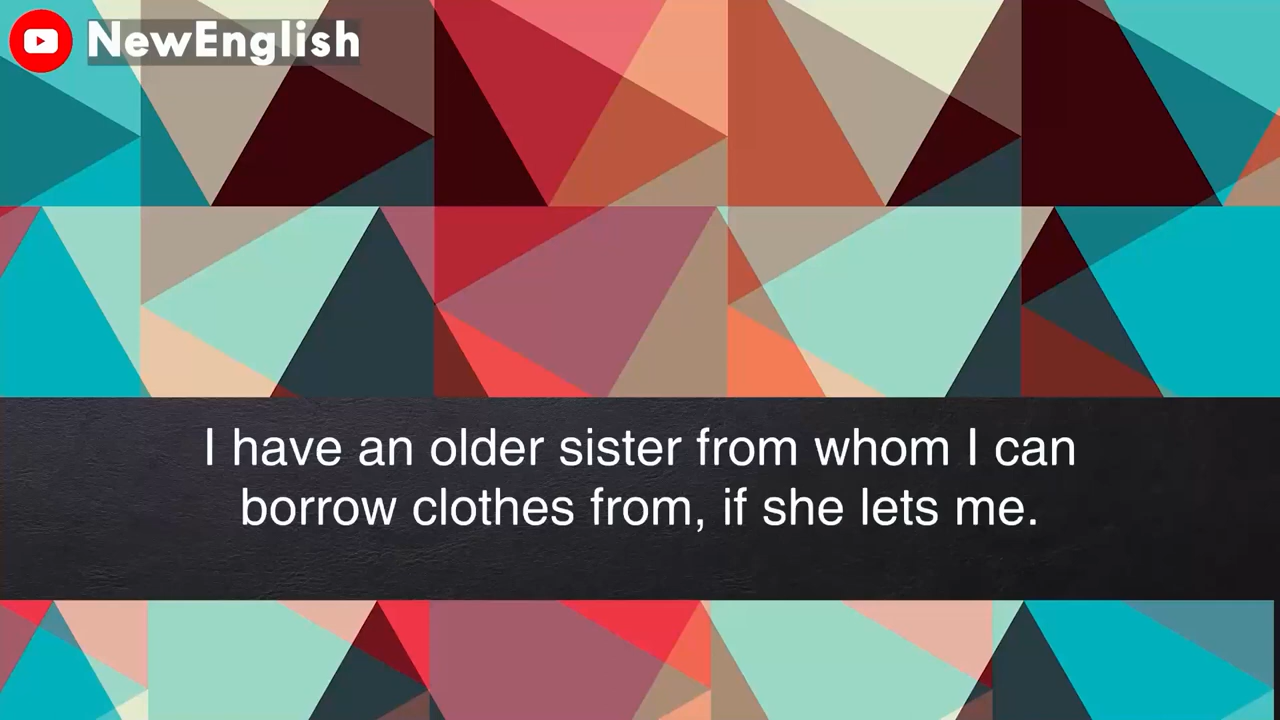 NewEnglish
I have an older sister from whom I can
borrow clothes from, if she lets me.